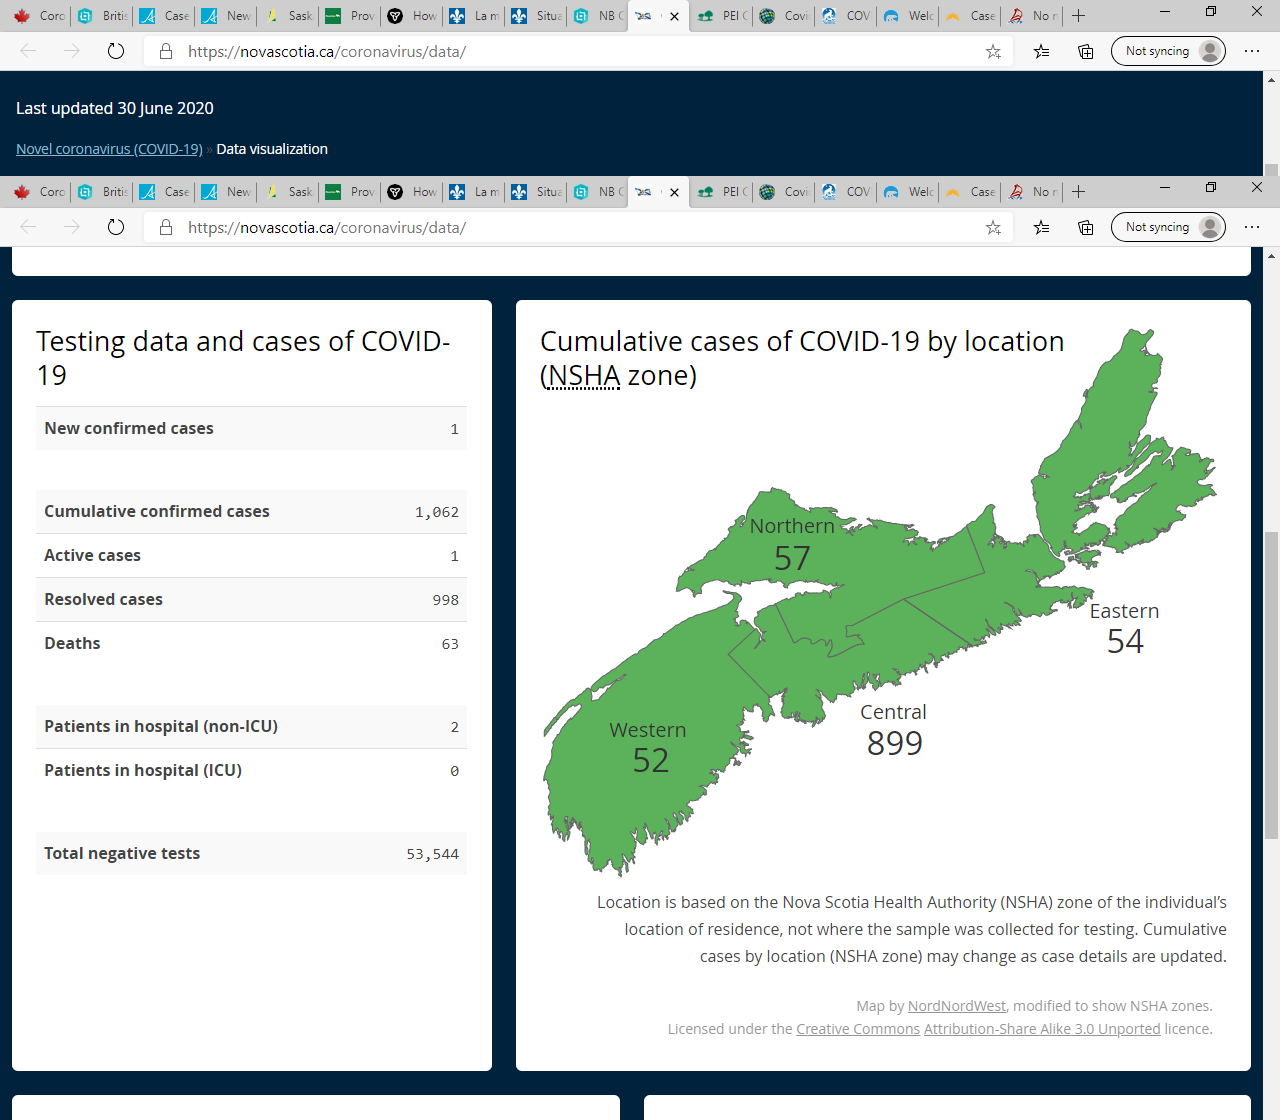 Coro Britis Case New Sask Prov How La m Situa NB C PEI C Covi COV Welc Case No r
https://novascotia.ca/coronavirus/data/
Not syncing
Last updated 30 June 2020
Novel coronavirus (COVID-19) » Data visualization
Coro Britis Case New Sask Prov How La m Situa NB C PEI C Covi COV Welc Case No r
https://novascotia.ca/coronavirus/data/
Not syncing
Testing data and cases of COVID-
19
New confirmed cases 1
Cumulative confirmed cases 1,062
Active cases 1
Resolved cases 998
Deaths 63
Patients in hospital (non-ICU) 2
Patients in hospital (ICU) 0
Total negative tests 53,544
Cumulative cases of COVID-19 by location
(NSHA zone)
Northern
57
Eastern
54
Central
899
Western
52
Location is based on the Nova Scotia Health Authority (NSHA) zone of the individual’s
location of residence, not where the sample was collected for testing. Cumulative
cases by location (NSHA zone) may change as case details are updated.
Map by NordNordWest, modified to show NSHA zones.
Licensed under the Creative Commons Attribution-Share Alike 3.0 Unported licence.